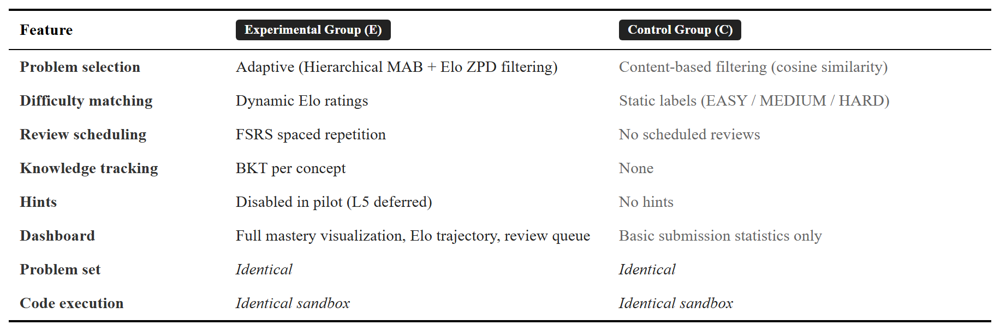 Feature Experimental Group (E) Control Group (C)
Problem selection Adaptive (Hierarchical MAB + Elo ZPD filtering) Content-based filtering (cosine similarity)
Difficulty matching Dynamic Elo ratings Static labels (EASY / MEDIUM / HARD)
Review scheduling FSRS spaced repetition No scheduled reviews
Knowledge tracking BKT per concept None
Hints Disabled in pilot (L5 deferred) No hints
Dashboard Full mastery visualization, Elo trajectory, review queue Basic submission statistics only
Problem set Identical Identical
Code execution Identical sandbox Identical sandbox